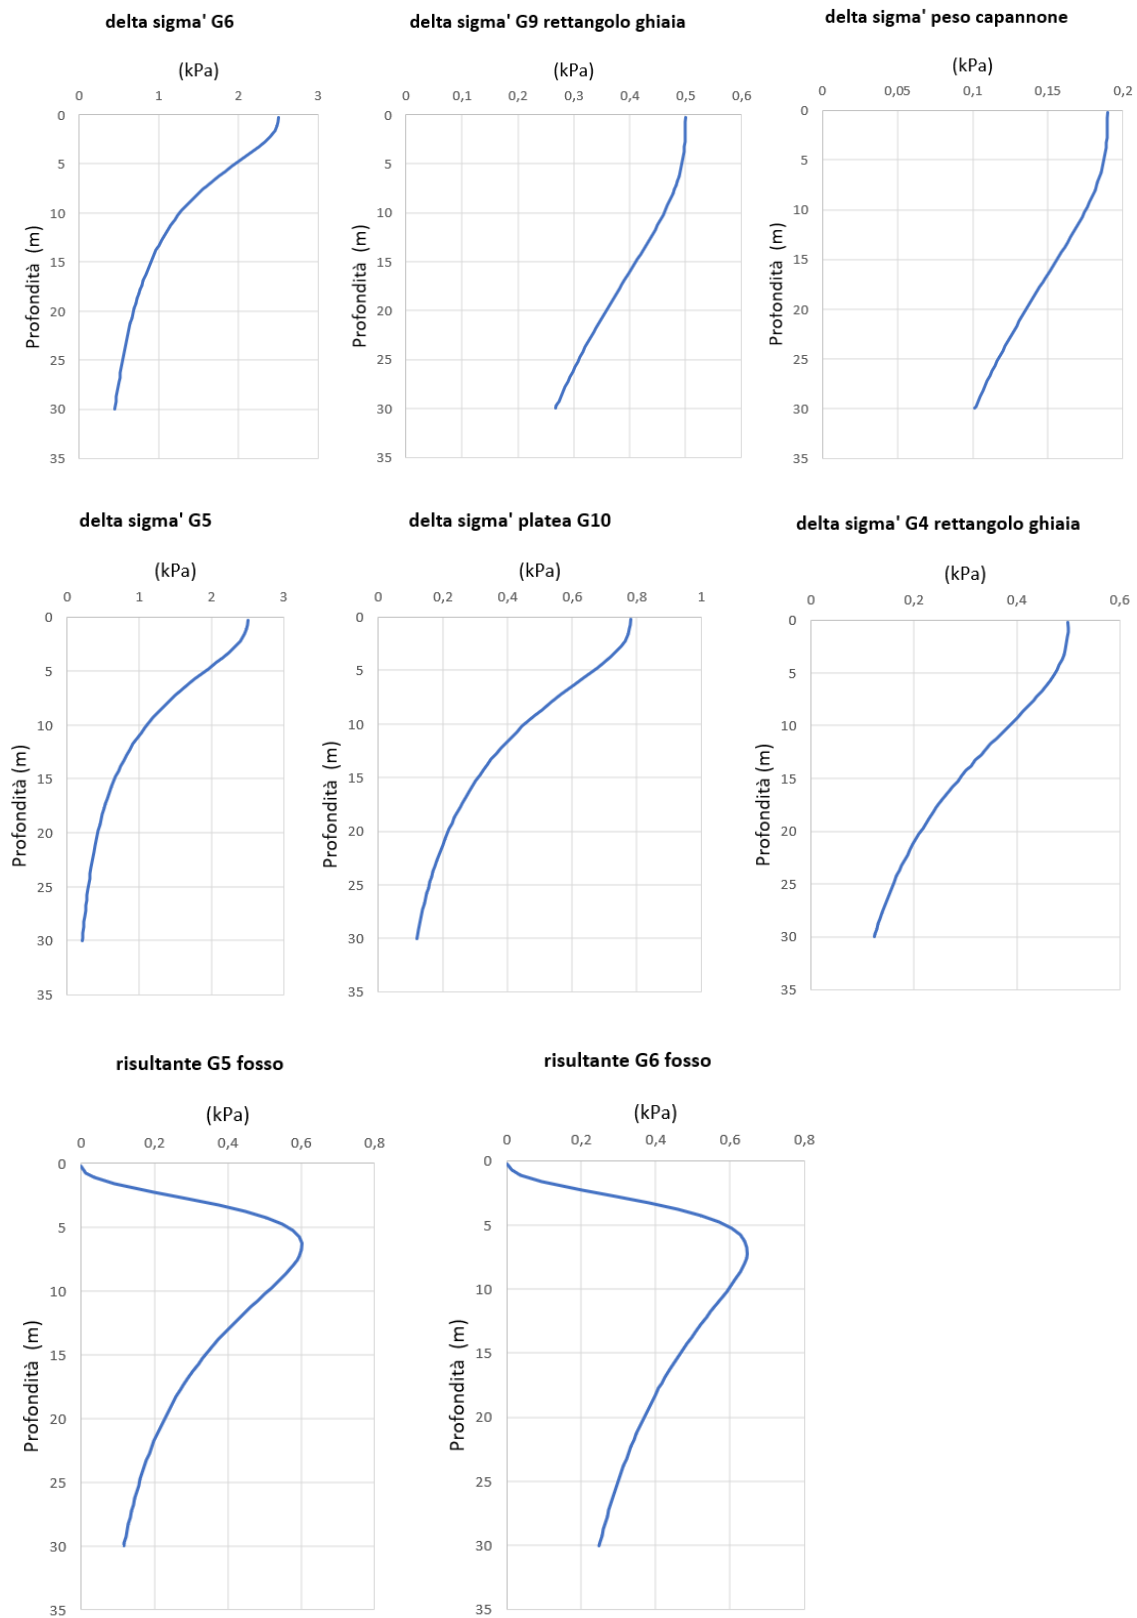 delta sigma' G6
(kPa)
0 1 2 3
0
5
10
15
20
25
30
35
Profondità (m)
delta sigma' G9 rettangolo ghiaia
(kPa)
0 0,1 0,2 0,3 0,4 0,5 0,6
0
5
10
15
20
25
30
35
Profondità (m)
delta sigma' peso capannone
(kPa)
0 0,05 0,1 0,15 0,2
0
5
10
15
20
25
30
35
Profondità (m)
delta sigma' G5
(kPa)
0 1 2 3
0
5
10
15
20
25
30
35
Profondità (m)
delta sigma' platea G10
(kPa)
0 0,2 0,4 0,6 0,8 1
0
5
10
15
20
25
30
35
Profondità (m)
delta sigma' G4 rettangolo ghiaia
(kPa)
0 0,2 0,4 0,6
0
5
10
15
20
25
30
35
Profondità (m)
risultante G5 fosso
(kPa)
0 0,2 0,4 0,6 0,8
0
5
10
15
20
25
30
35
Profondità (m)
risultante G6 fosso
(kPa)
0 0,2 0,4 0,6 0,8
0
5
10
15
20
25
30
35
Profondità (m)